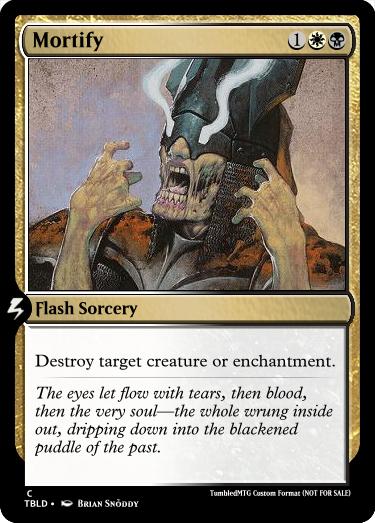 Mortify 1
Flash Sorcery
Destroy target creature or enchantment.
The eyes let flow with tears, then blood,
then the very soul—the whole wrung inside
out, dripping down into the blackened
puddle of the past.
C
TBLD • Brian Snõddy
TumbledMTG Custom Format (NOT FOR SALE)